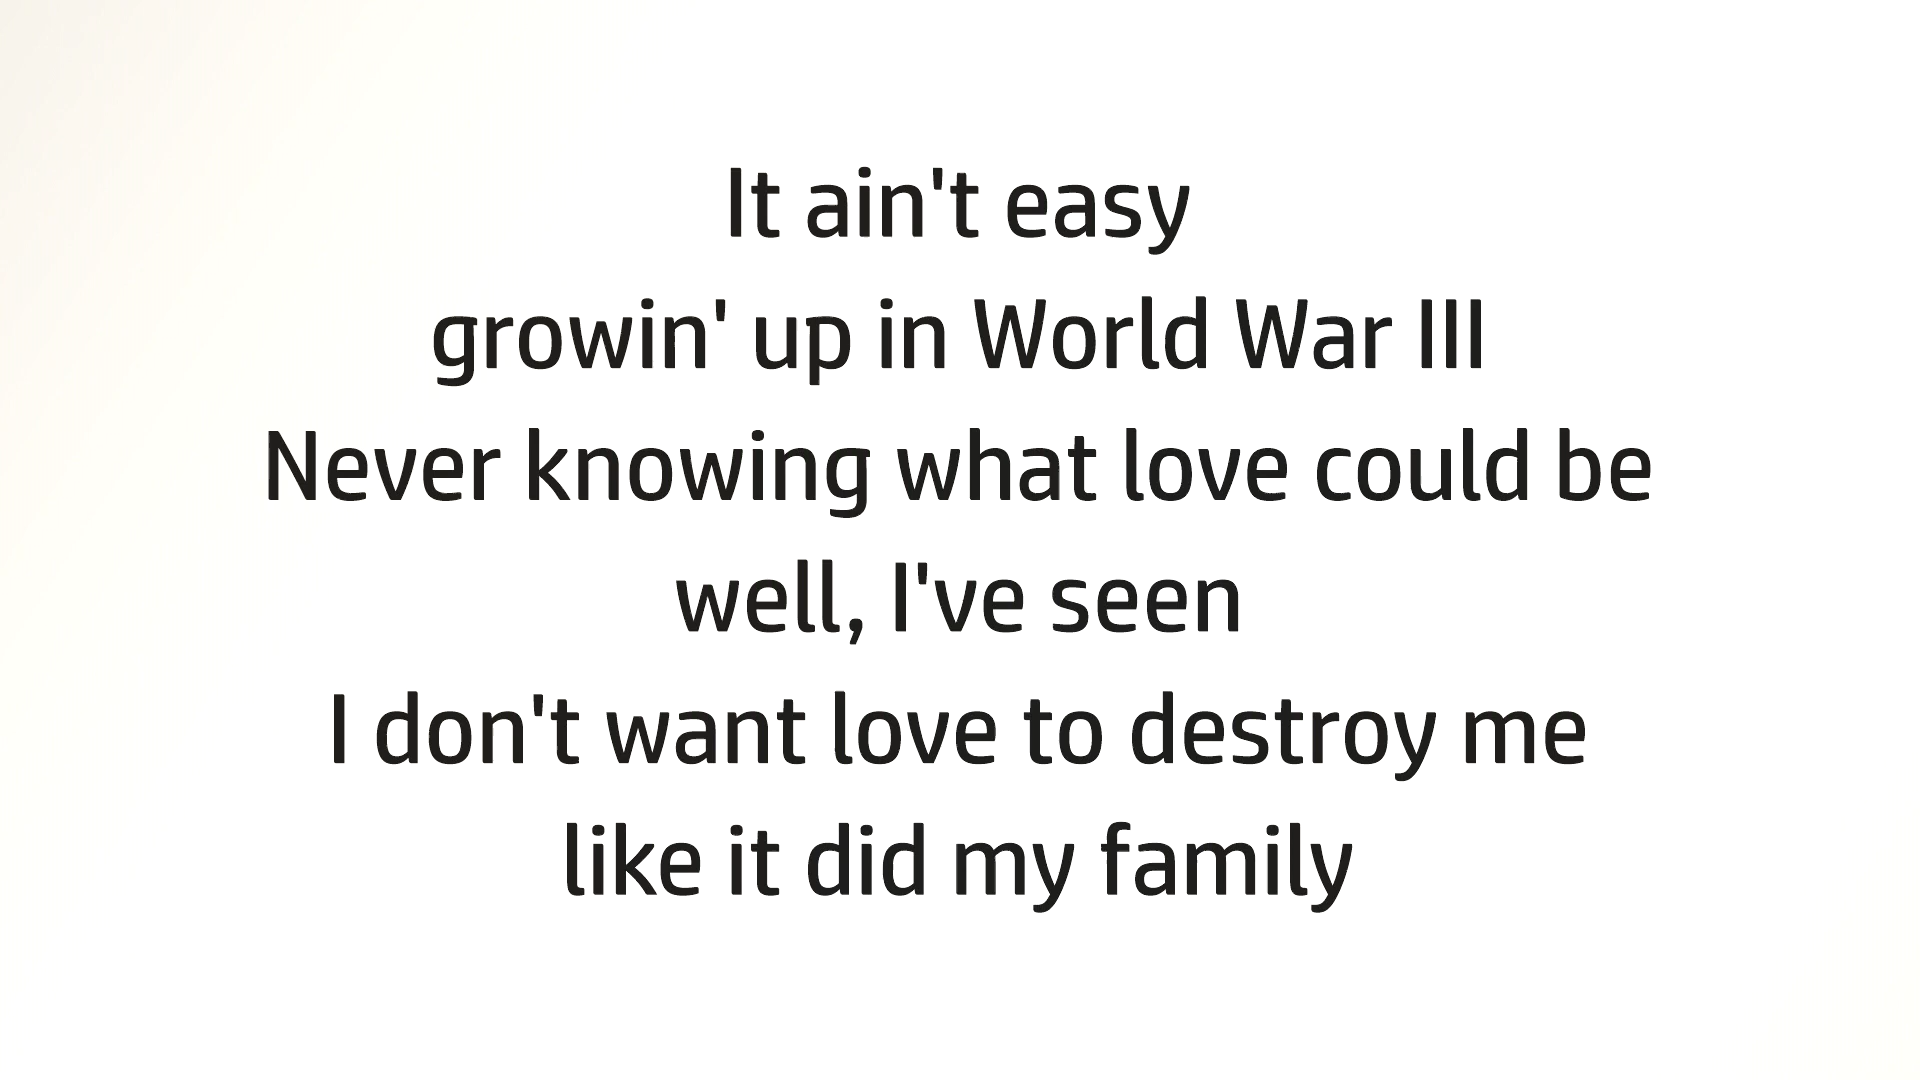 It ain't easy
growin' up in World War III
Never knowing what love could be
well, I've seen
I don't want love to destroy me
like it did my family